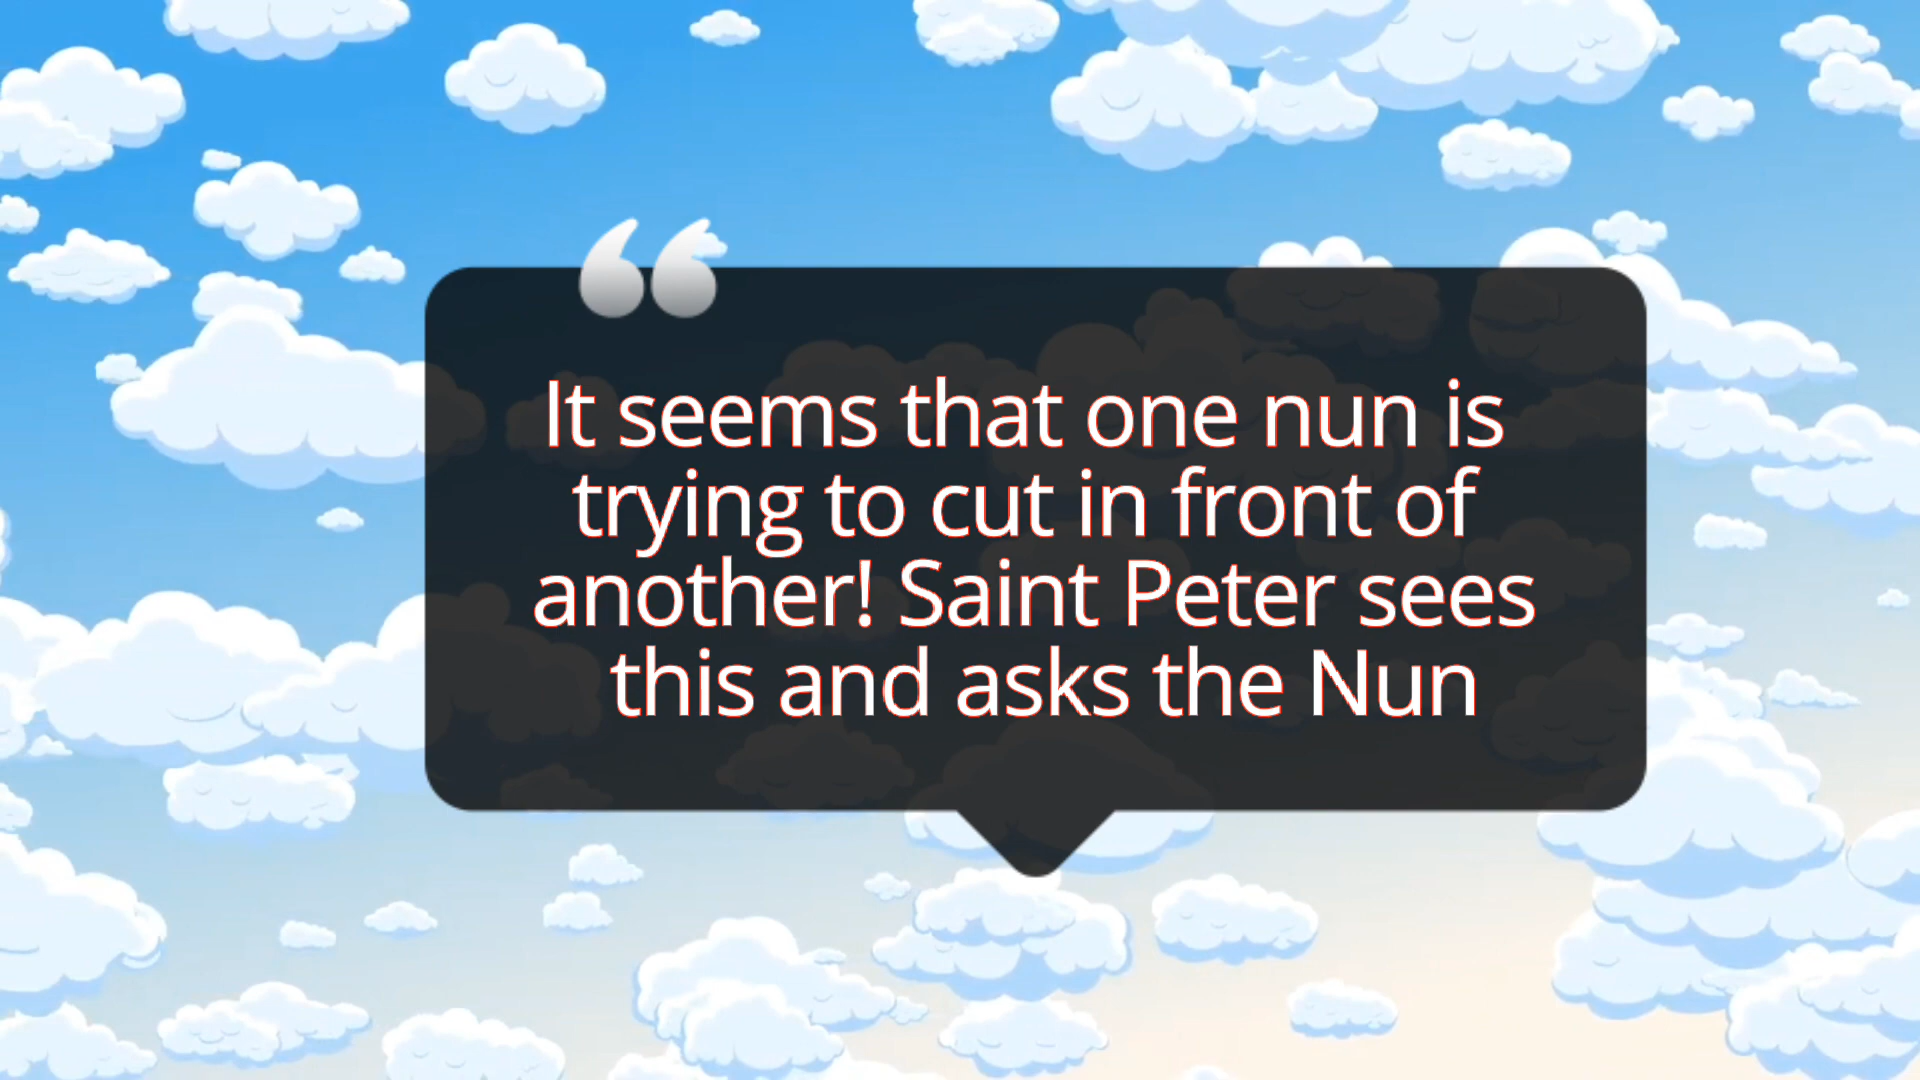 “
It seems that one nun is
trying to cut in front of
another! Saint Peter sees
this and asks the Nun